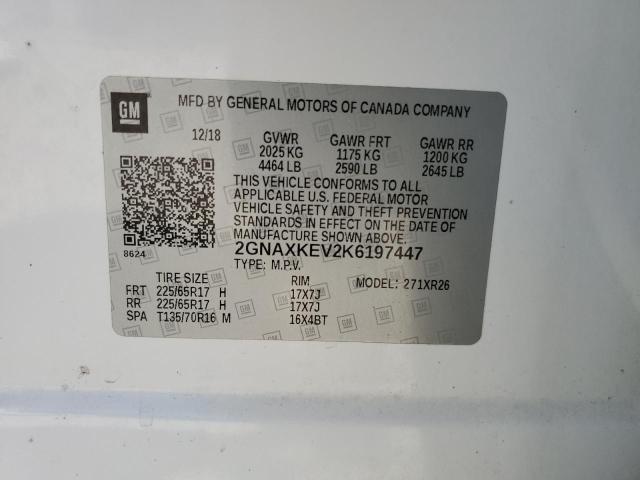 GM
MFD BY GENERAL MOTORS OF CANADA COMPANY
12/18 GVWR GAWR FRT GAWR RR
2025 KG 1175 KG 1200 KG
4464 LB 2590 LB 2645 LB
THIS VEHICLE CONFORMS TO ALL
APPLICABLE U.S. FEDERAL MOTOR
VEHICLE SAFETY AND THEFT PREVENTION
STANDARDS IN EFFECT ON DATE OF
MANUFACTURE SHOWN ABOVE.
8624
2GNAXKEV2K6197447
TYPE: M.P.V.
TIRE SIZE RIM MODEL: 271XR26
FRT 225/65R17 H 17X7J
RR 225/65R17 H 17X7J
SPA T135/70R16 M 16X4BT